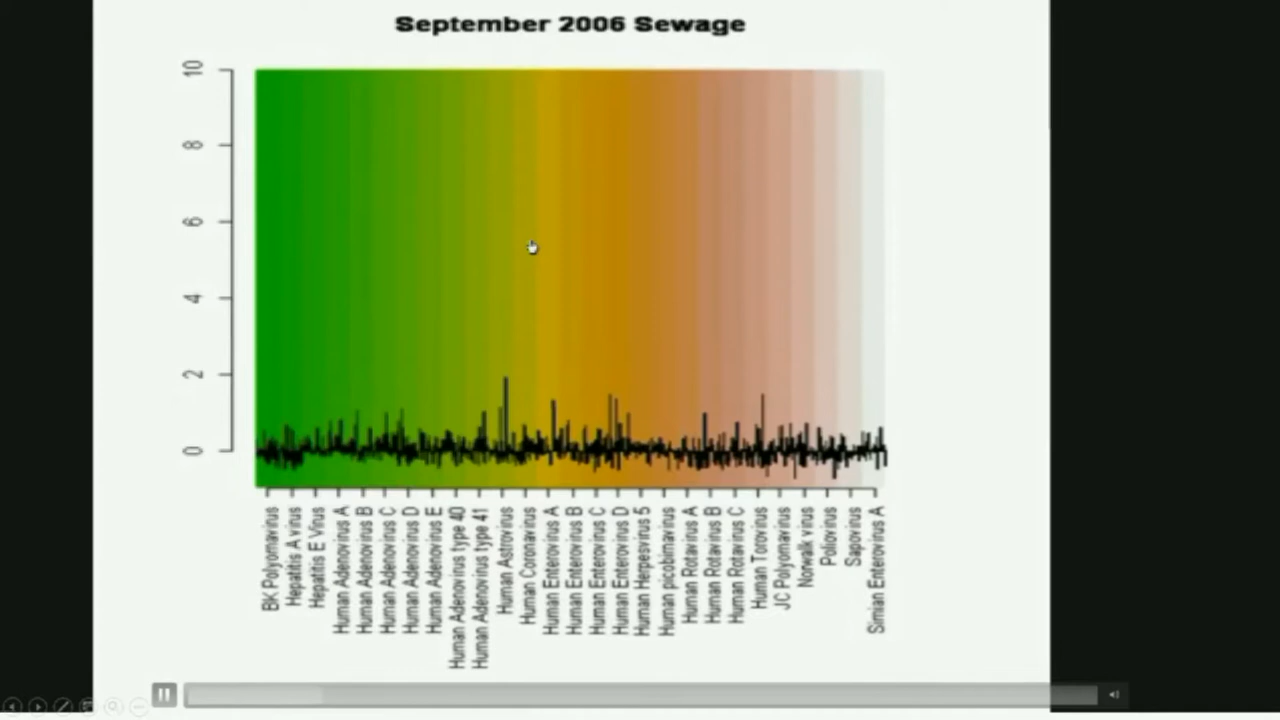 September 2006 Sewage
10
8
6
4
2
0
BK Polyomavirus
Hepatitis A virus
Hepatitis E Virus
Human Adenovirus A
Human Adenovirus B
Human Adenovirus C
Human Adenovirus D
Human Adenovirus E
Human Adenovirus type 40
Human Adenovirus type 41
Human Astrovirus
Human Coronavirus
Human Enterovirus A
Human Enterovirus B
Human Enterovirus C
Human Enterovirus D
Human Herpesvirus 5
Human picobirnavirus
Human Rotavirus A
Human Rotavirus B
Human Rotavirus C
Human Torovirus
JC Polyomavirus
Norwalk virus
Poliovirus
Sapovirus
Simian Enterovirus A